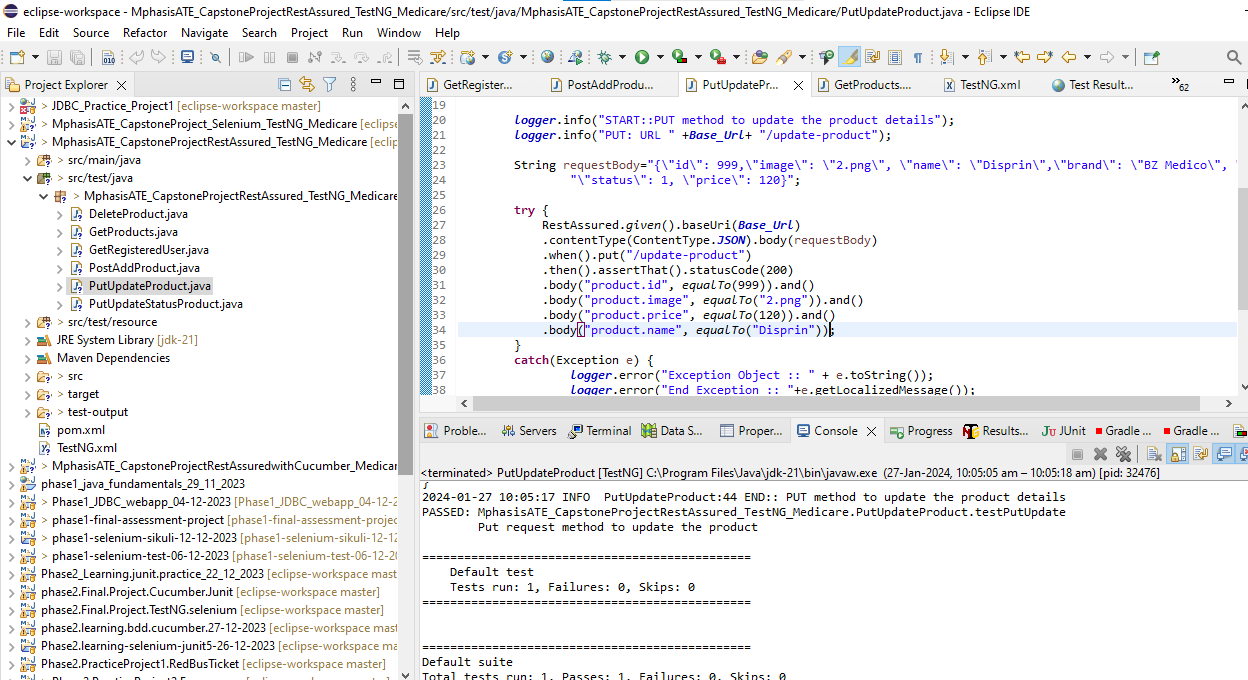 eclipse-workspace - MphasisATE_CapstoneProjectRestAssured_TestNG_Medicare/src/test/java/MphasisATE_CapstoneProjectRestAssured_TestNG_Medicare/PutUpdateProduct.java - Eclipse IDE
File Edit Source Refactor Navigate Search Project Run Window Help
Project Explorer
> JDBC_Practice_Project1 [eclipse-workspace master]
> MphasisATE_CapstoneProject_Selenium_TestNG_Medicare [eclips
> MphasisATE_CapstoneProjectRestAssured_TestNG_Medicare [eclip
> src/main/java
> src/test/java
> MphasisATE_CapstoneProjectRestAssured_TestNG_Medicare
DeleteProduct.java
GetProducts.java
GetRegisteredUser.java
PostAddProduct.java
PutUpdateProduct.java
PutUpdateStatusProduct.java
> src/test/resource
JRE System Library [jdk-21]
Maven Dependencies
> src
> target
> test-output
pom.xml
TestNG.xml
> MphasisATE_CapstoneProjectRestAssuredwithCucumber_Medicar
phase1_java_fundamentals_29_11_2023
> Phase1_JDBC_webapp_04-12-2023 [Phase1_JDBC_webapp_04-12-2
> phase1-final-assessment-project [phase1-final-assessment-projec
> phase1-selenium-sikuli-12-12-2023 [phase1-selenium-sikuli-12-12
> phase1-selenium-test-06-12-2023 [phase1-selenium-test-06-12-20
Phase2_Learning.junit.practice_22_12_2023 [eclipse-workspace mast
phase2.Final.Project.Cucumber.Junit [eclipse-workspace master]
phase2.Final.Project.TestNG.selenium [eclipse-workspace master]
phase2.learning.bdd.cucumber.27-12-2023 [eclipse-workspace mast
phase2.learning-selenium-junit5-26-12-2023 [eclipse-workspace ma
Phase2.PracticeProject1.RedBusTicket [eclipse-workspace master]
GetRegister... PostAddProdu... PutUpdatePr... GetProducts.... TestNG.xml Test Result... »62
19
20 logger.info("START::PUT method to update the product details");
21 logger.info("PUT: URL " +Base_Url+ "/update-product");
22
23 String requestBody="{\"id\": 999,\"image\": \"2.png\", \"name\": \"Disprin\",\"brand\": \"BZ Medico\", \
24 "\"status\": 1, \"price\": 120}";
25
26 try {
27 RestAssured.given().baseUri(Base_Url)
28 .contentType(ContentType.JSON).body(requestBody)
29 .when().put("/update-product")
30 .then().assertThat().statusCode(200)
31 .body("product.id", equalTo(999)).and()
32 .body("product.image", equalTo("2.png")).and()
33 .body("product.price", equalTo(120)).and()
34 .body("product.name", equalTo("Disprin"));
35 }
36 catch(Exception e) {
37 logger.error("Exception Object :: " + e.toString());
38 logger.error("End Exception :: "+e.getLocalizedMessage());
Proble... Servers Terminal Data S... Proper... Console Progress Results... JUnit Gradle ... Gradle ...
<terminated> PutUpdateProduct [TestNG] C:\Program Files\Java\jdk-21\bin\javaw.exe (27-Jan-2024, 10:05:05 am – 10:05:18 am) [pid: 32476]
}
2024-01-27 10:05:17 INFO PutUpdateProduct:44 END:: PUT method to update the product details
PASSED: MphasisATE_CapstoneProjectRestAssured_TestNG_Medicare.PutUpdateProduct.testPutUpdate
Put request method to update the product
===============================================
Default test
Tests run: 1, Failures: 0, Skips: 0
===============================================
===============================================
Default suite
Total tests run: 1, Passes: 1, Failures: 0, Skips: 0